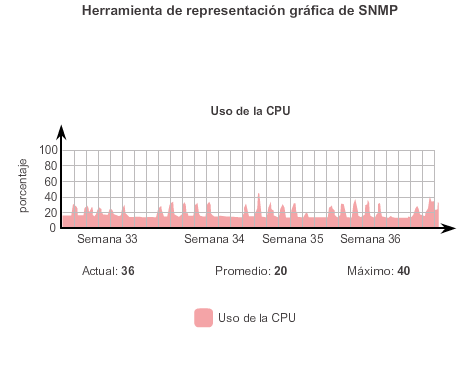 Herramienta de representación gráfica de SNMP
Uso de la CPU
porcentaje
100
80
60
40
20
0
Semana 33 Semana 34 Semana 35 Semana 36
Actual: 36 Promedio: 20 Máximo: 40
Uso de la CPU